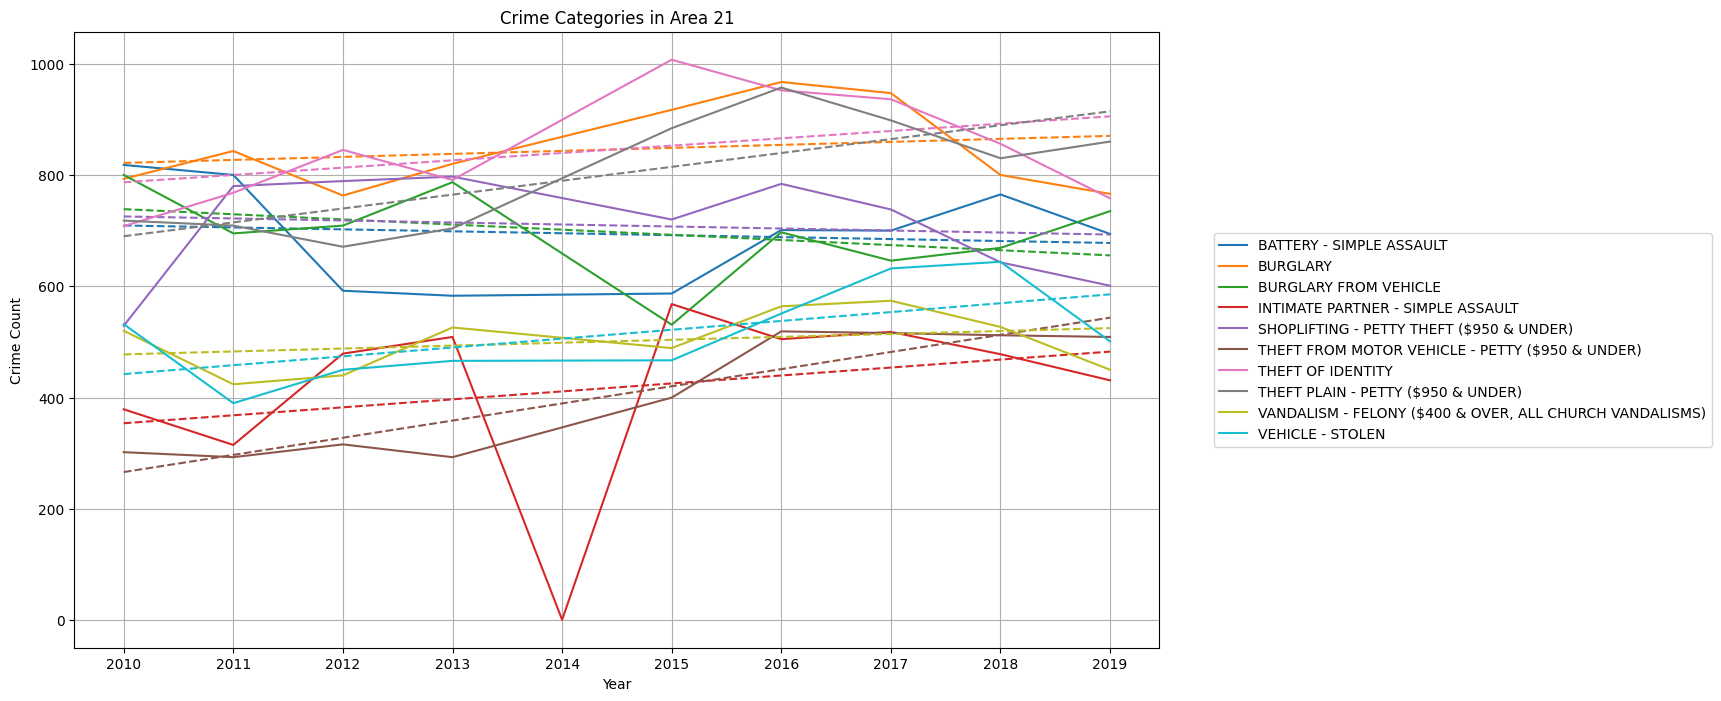 Crime Categories in Area 21
Crime Count
1000
800
600
400
200
0
2010 2011 2012 2013 2014 2015 2016 2017 2018 2019
Year
BATTERY - SIMPLE ASSAULT
BURGLARY
BURGLARY FROM VEHICLE
INTIMATE PARTNER - SIMPLE ASSAULT
SHOPLIFTING - PETTY THEFT ($950 & UNDER)
THEFT FROM MOTOR VEHICLE - PETTY ($950 & UNDER)
THEFT OF IDENTITY
THEFT PLAIN - PETTY ($950 & UNDER)
VANDALISM - FELONY ($400 & OVER, ALL CHURCH VANDALISMS)
VEHICLE - STOLEN